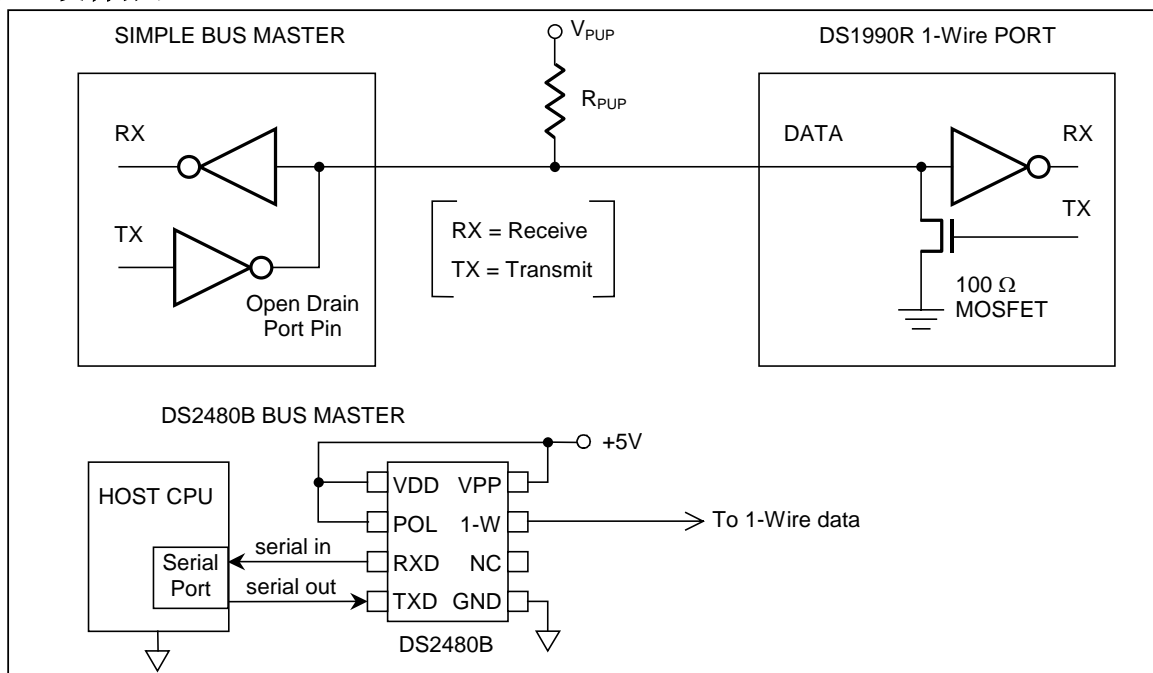 SIMPLE BUS MASTER
V_PUP
DS1990R 1-Wire PORT
R_PUP
RX
DATA
RX
TX
TX
RX = Receive
TX = Transmit
Open Drain
Port Pin
100 Ω
MOSFET
DS2480B BUS MASTER
+5V
HOST CPU
VDD VPP
POL 1-W
To 1-Wire data
serial in
RXD NC
Serial
Port
serial out
TXD GND
DS2480B